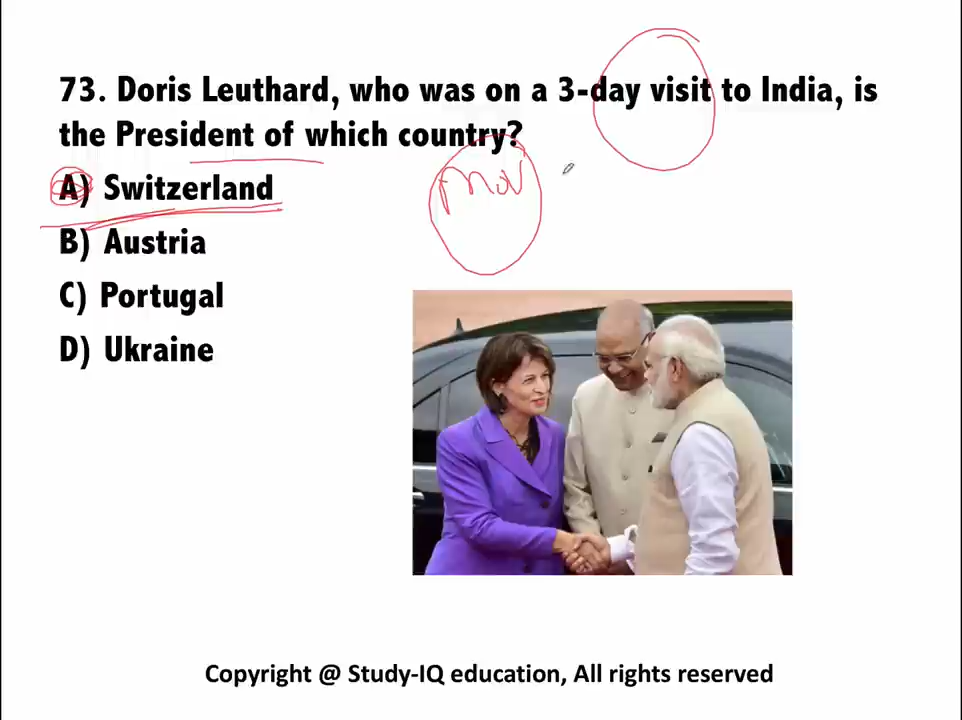 73. Doris Leuthard, who was on a 3-day visit to India, is
the President of which country?
A) Switzerland
B) Austria
C) Portugal
D) Ukraine
Copyright @ Study-IQ education, All rights reserved